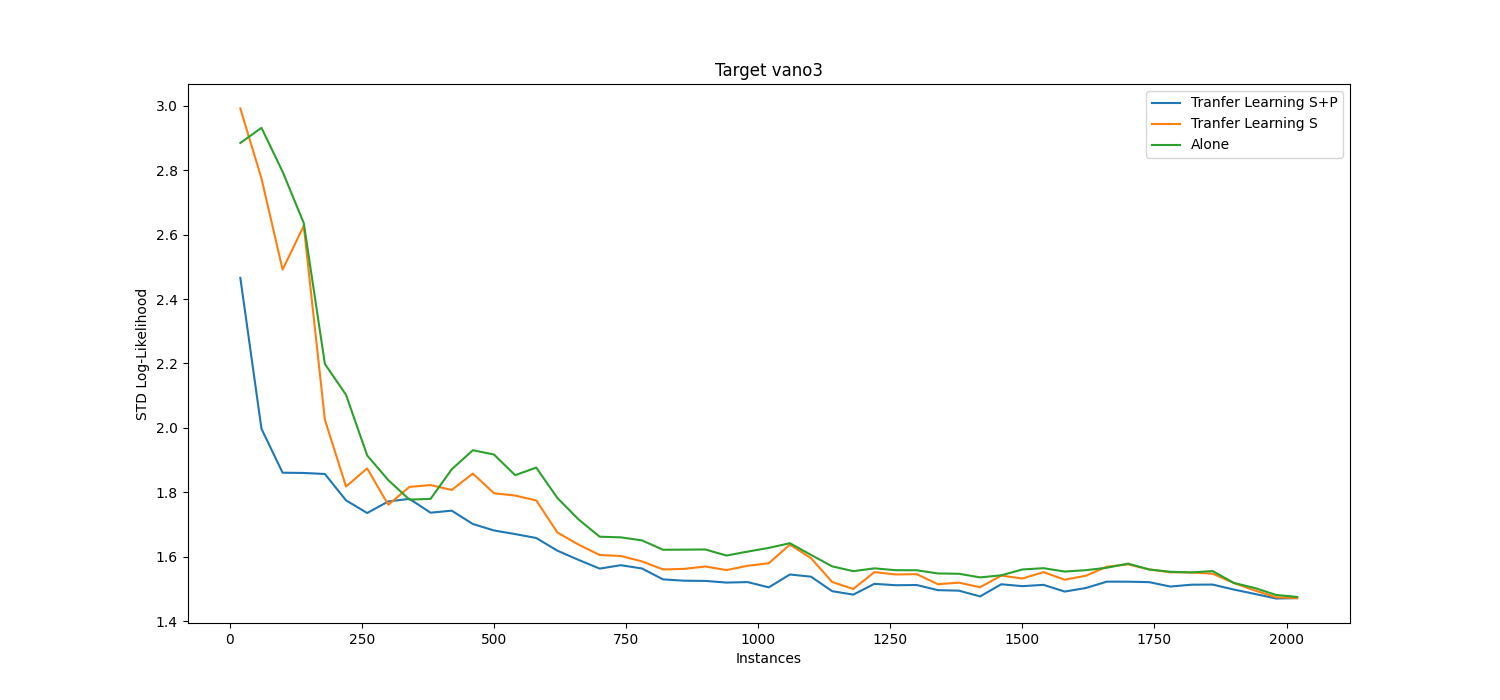 Target vano3
Tranfer Learning S+P
Tranfer Learning S
Alone
STD Log-Likelihood
3.0
2.8
2.6
2.4
2.2
2.0
1.8
1.6
1.4
0 250 500 750 1000 1250 1500 1750 2000
Instances